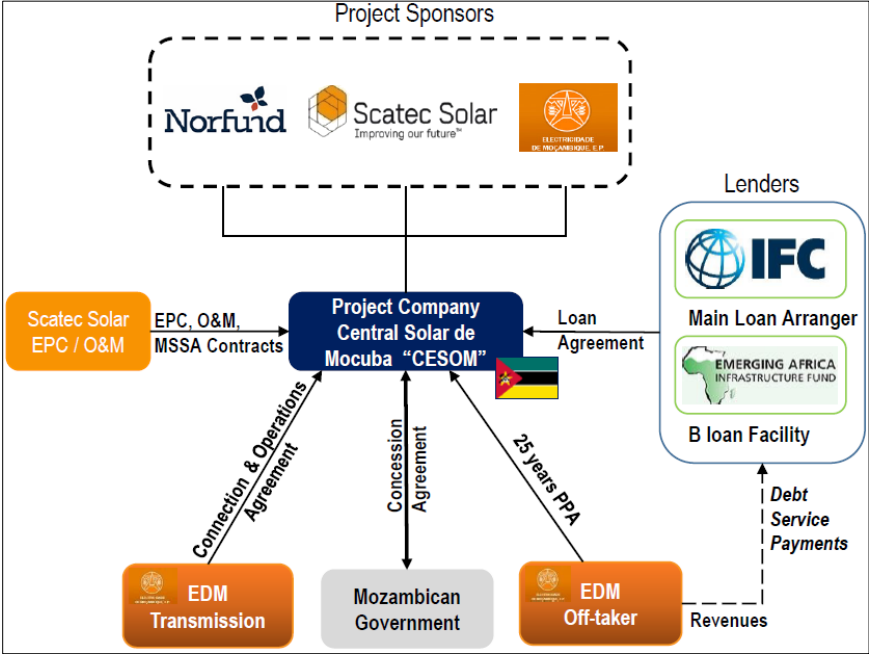 Project Sponsors
Norfund
Scatec Solar
Improving our future™
ELECTRICIDADE
DE MOÇAMBIQUE, E.P.
Lenders
IFC
Main Loan Arranger
EMERGING AFRICA
INFRASTRUCTURE FUND
B loan Facility
Scatec Solar
EPC / O&M
EPC, O&M,
MSSA Contracts
Project Company
Central Solar de
Mocuba “CESOM”
Loan
Agreement
Connection & Operations
Agreement
Concession
Agreement
25 years PPA
Debt
Service
Payments
EDM
Transmission
Mozambican
Government
EDM
Off-taker
Revenues